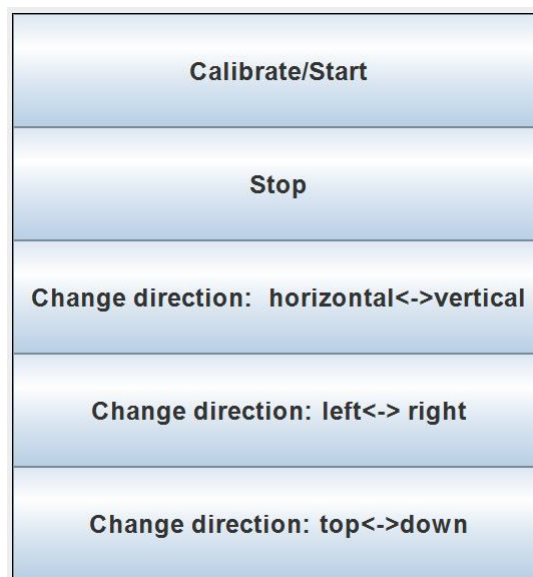 Calibrate/Start
Stop
Change direction:  horizontal<->vertical
Change direction: left<-> right
Change direction: top<->down